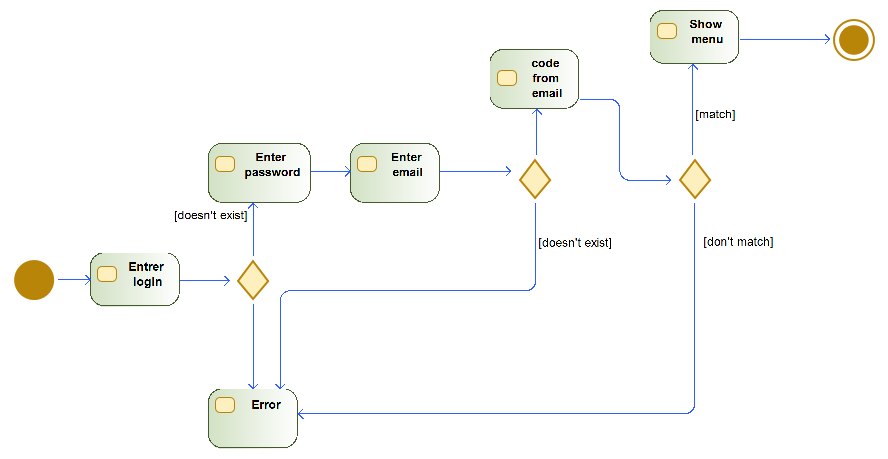 Show
menu
code
from
email
[match]
Enter
password
Enter
email
[doesn't exist]
[don't match]
[doesn't exist]
Entrer
login
Error